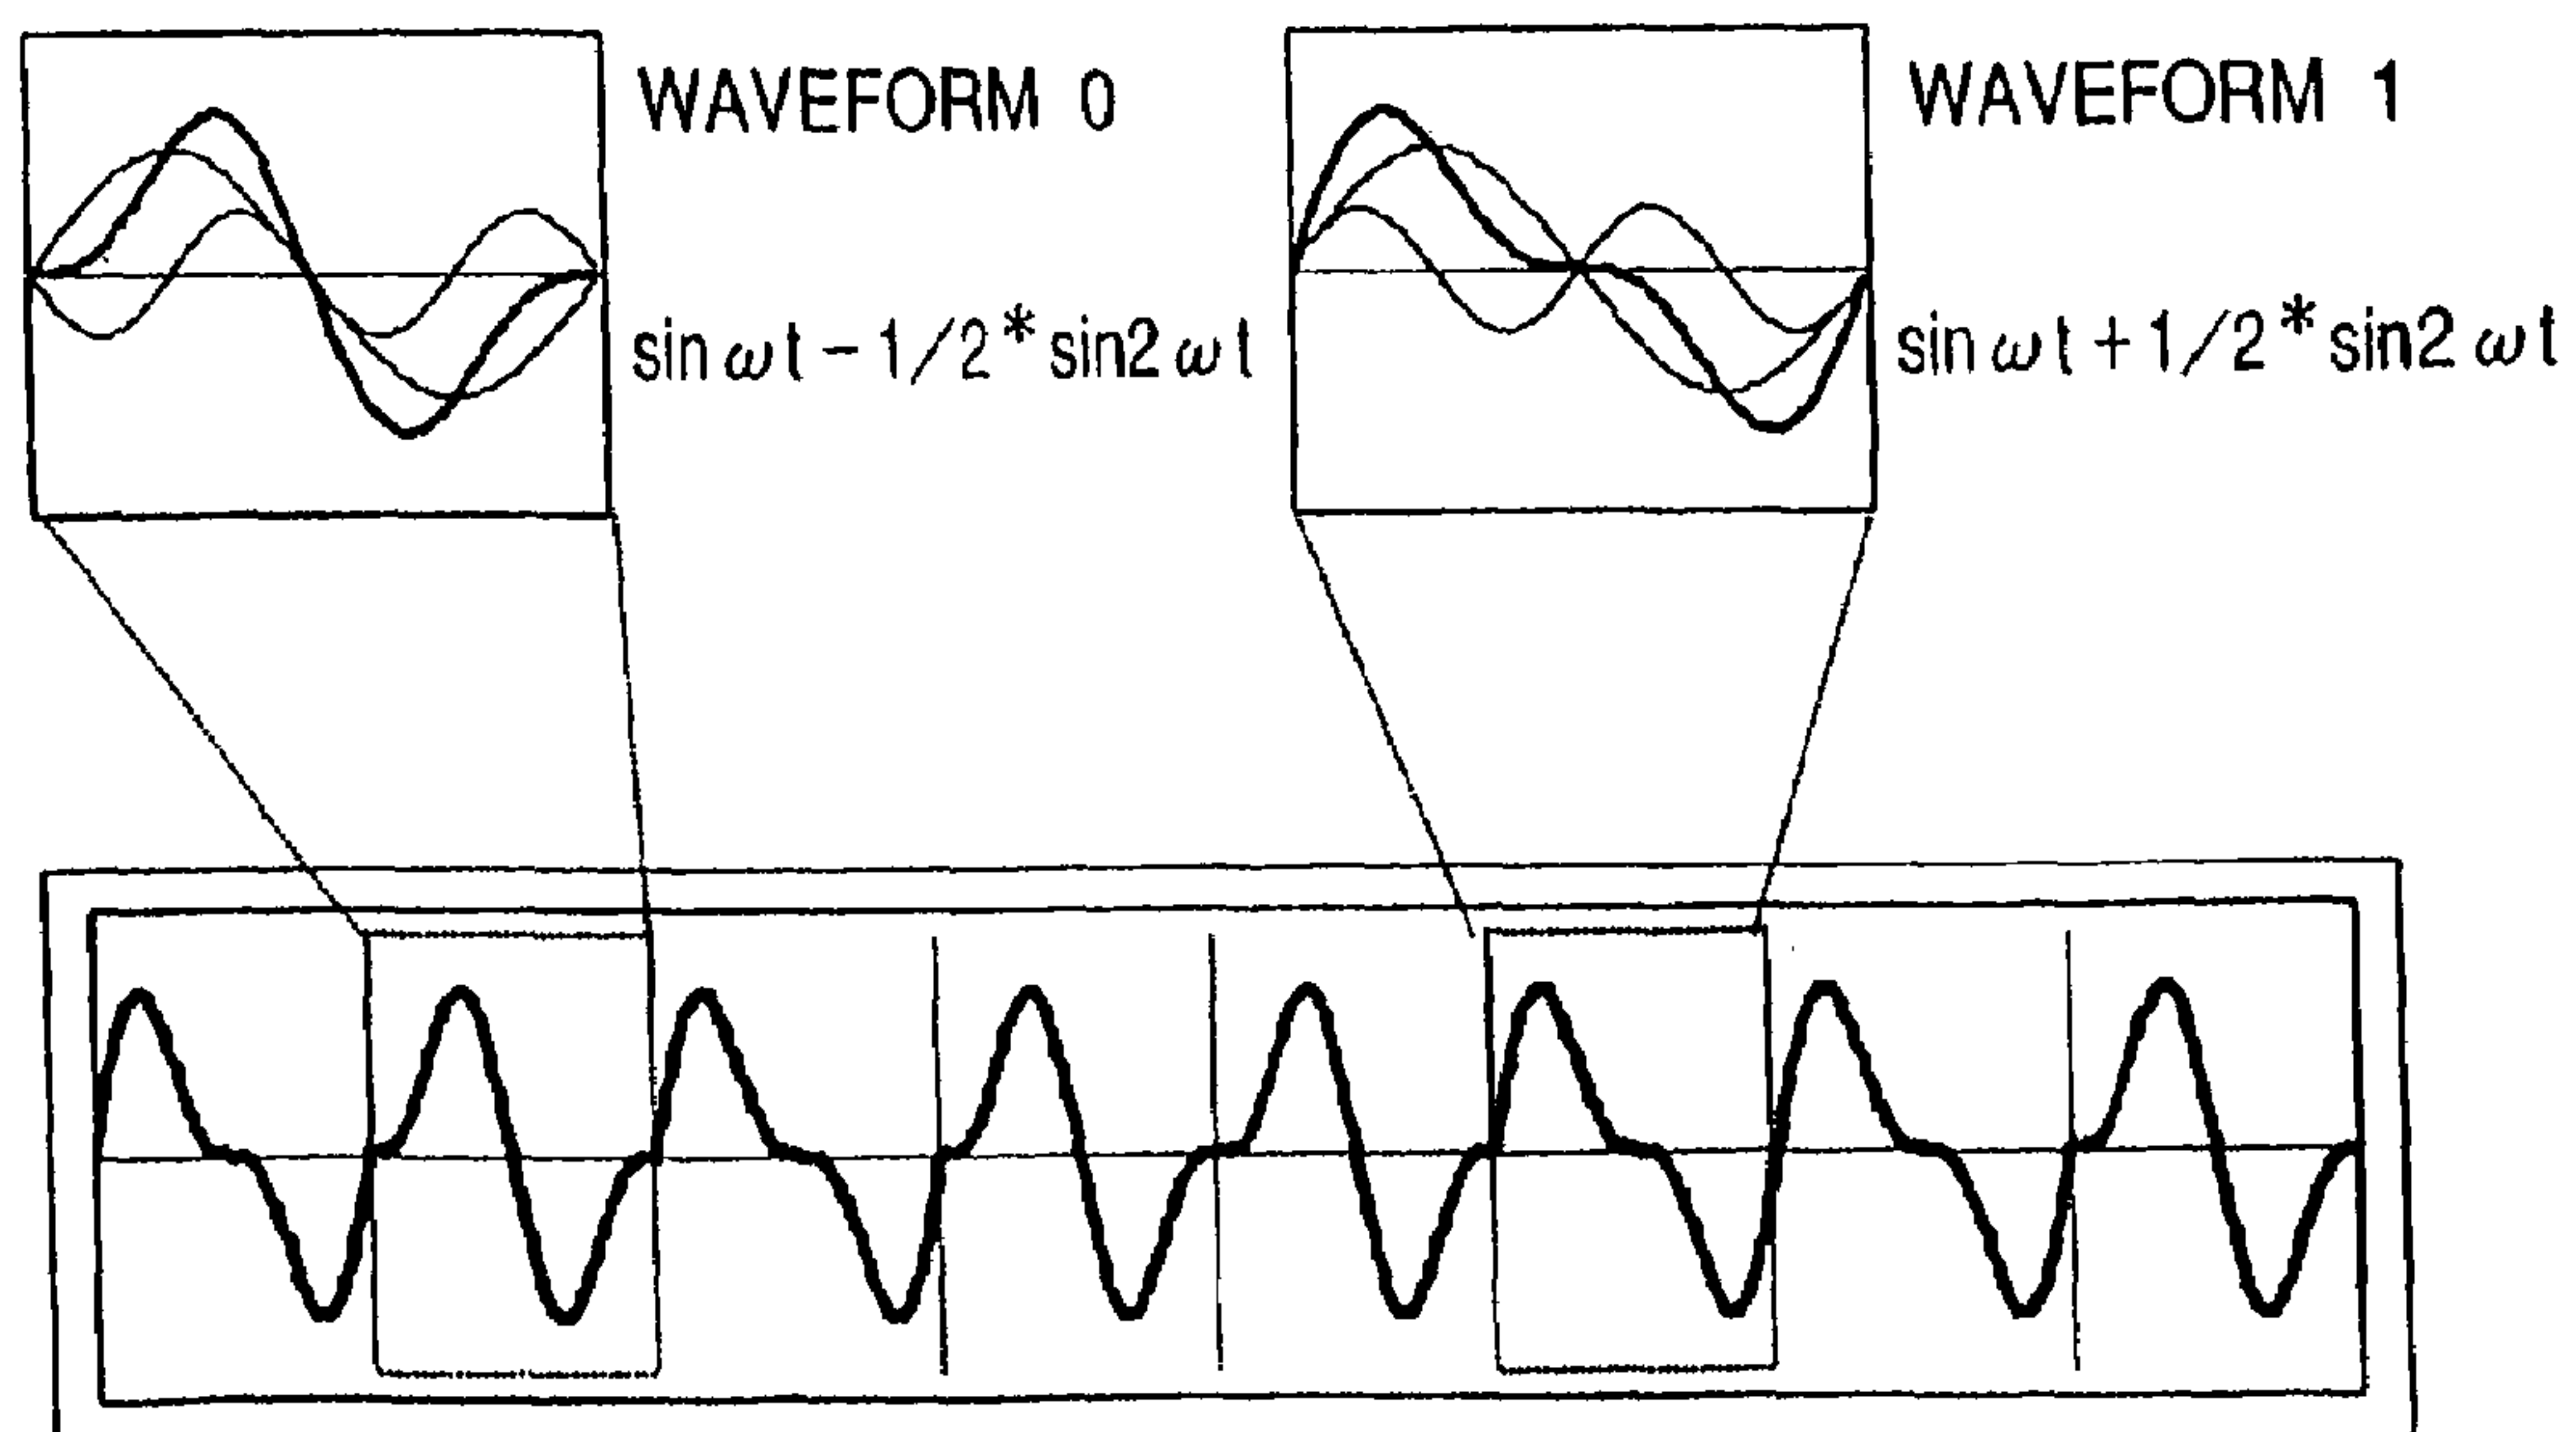 WAVEFORM 0
sin ωt − 1/2*sin2 ωt
WAVEFORM 1
sin ωt + 1/2*sin2 ωt